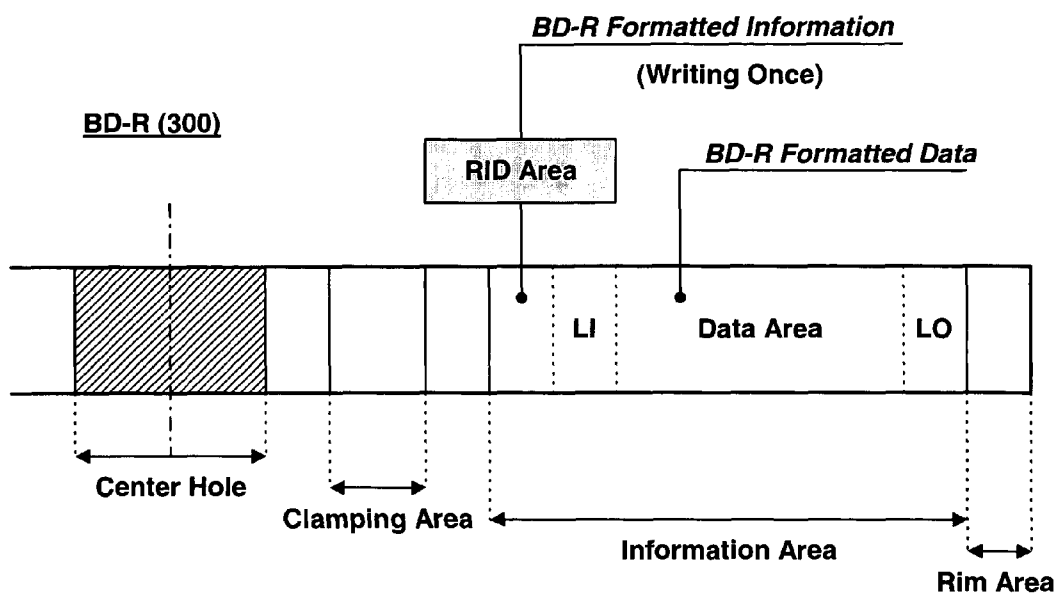 BD-R Formatted Information
(Writing Once)
BD-R (300)
RID Area
BD-R Formatted Data
LI
Data Area
LO
Center Hole
Clamping Area
Information Area
Rim Area